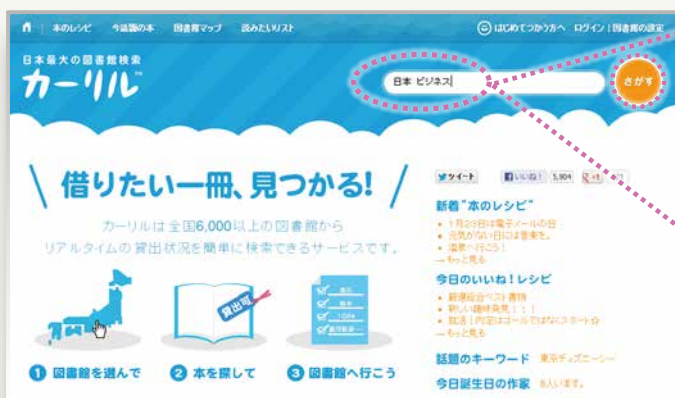 本のレシピ 今話題の本 図書館マップ 読みたいリスト
はじめてつかう方へ ログイン | 図書館の設定
日本最大の図書館検索
カーリル
日本 ビジネス
さがす
借りたい一冊、見つかる!
カーリルは全国6,000以上の図書館から
リアルタイムの貸出状況を簡単に検索できるサービスです。
貸出可
1 図書館を選んで
2 本を探して
3 図書館へ行こう
ツイート いいね! 5,904 +1
新着"本のレシピ"
1月23日は電子メールの日
元気がない日には音楽を。
温泉へ行こう!
→もっと見る
今日のいいね!レシピ
厳選総合ベスト書物
新しい趣味発見!!!
就活|内定はゴールではなくスタート☆
→もっと見る
話題のキーワード 東京ディズニーシー
今日誕生日の作家 8人います。